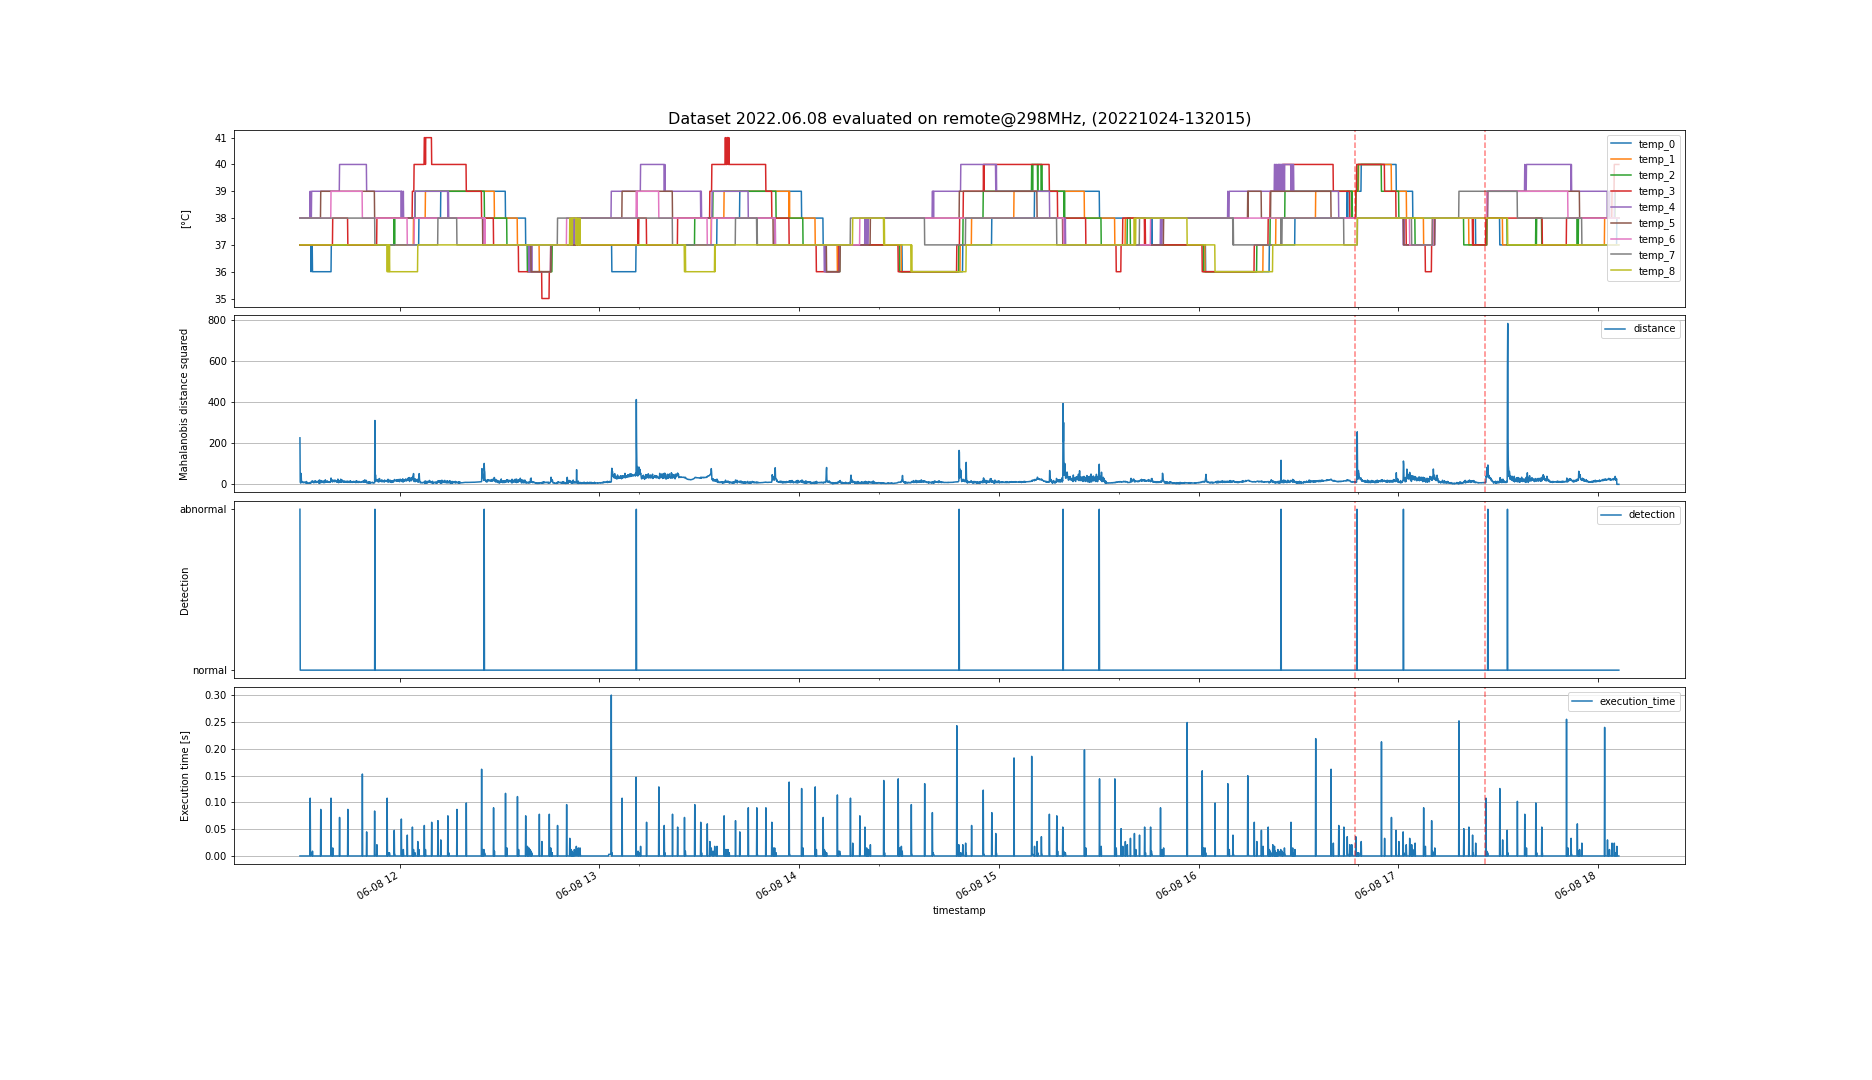 Dataset 2022.06.08 evaluated on remote@298MHz, (20221024-132015)
41
40
39
38
37
36
35
[°C]
temp_0
temp_1
temp_2
temp_3
temp_4
temp_5
temp_6
temp_7
temp_8
800
600
400
200
0
Mahalanobis distance squared
distance
abnormal
normal
Detection
detection
0.30
0.25
0.20
0.15
0.10
0.05
0.00
Execution time [s]
execution_time
06-08 12
06-08 13
06-08 14
06-08 15
06-08 16
06-08 17
06-08 18
timestamp